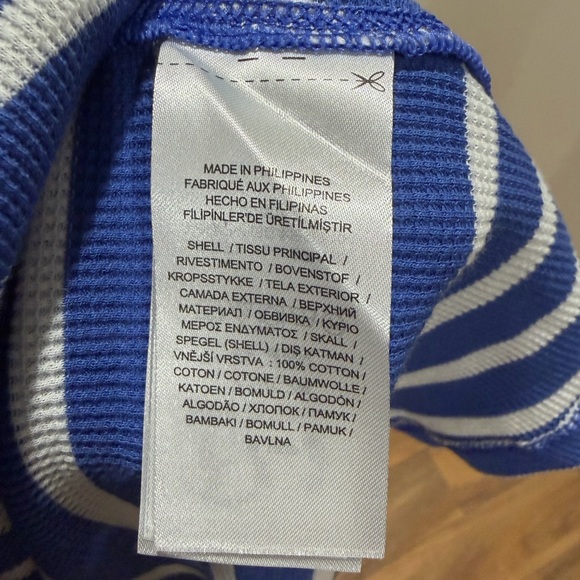 MADE IN PHILIPPINES
FABRIQUÉ AUX PHILIPPINES
HECHO EN FILIPINAS
FİLİPİNLER'DE ÜRETİLMİŞTİR
SHELL / TISSU PRINCIPAL /
RIVESTIMENTO / BOVENSTOF /
KROPSSTYKKE / TELA EXTERIOR /
CAMADA EXTERNA / ВЕРХНИЙ
МАТЕРИАЛ / ОБВИВКА / ΚΥΡΙΟ
ΜΕΡΟΣ ΕΝΔΥΜΑΤΟΣ / SKALL /
SPEGEL (SHELL) / DIŞ KATMAN /
VNĚJŠÍ VRSTVA : 100% COTTON /
COTON / COTONE / BAUMWOLLE /
KATOEN / BOMULD / ALGODÓN /
ALGODÃO / ХЛОПОК / ПАМУК /
BAMBAKI / BOMULL / PAMUK /
BAVLNA